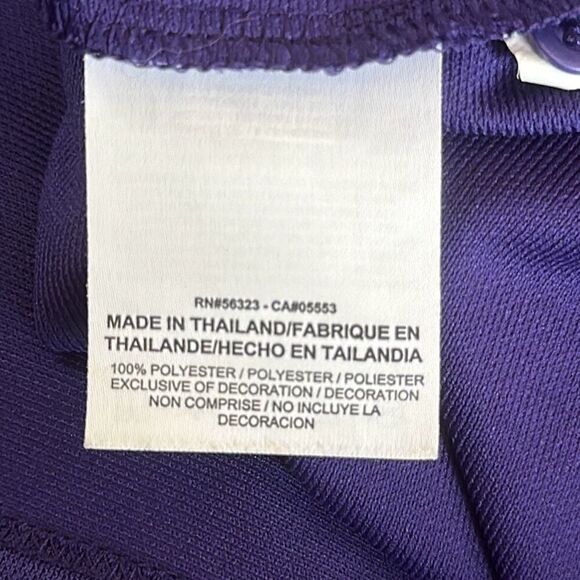 RN#56323 - CA#05553
MADE IN THAILAND/FABRIQUE EN
THAILANDE/HECHO EN TAILANDIA
100% POLYESTER / POLYESTER / POLIESTER
EXCLUSIVE OF DECORATION / DECORATION
NON COMPRISE / NO INCLUYE LA
DECORACION